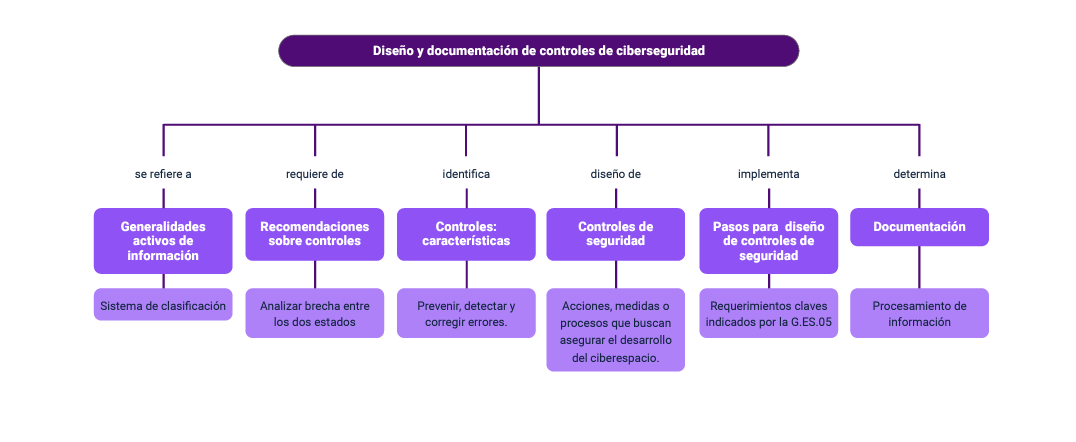 Diseño y documentación de controles de ciberseguridad
se refiere a
requiere de
identifica
diseño de
implementa
determina
Generalidades
activos de
información
Recomendaciones
sobre controles
Controles:
características
Controles de
seguridad
Pasos para diseño
de controles de
seguridad
Documentación
Sistema de clasificación
Analizar brecha entre
los dos estados
Prevenir, detectar y
corregir errores.
Acciones, medidas o
procesos que buscan
asegurar el desarrollo
del ciberespacio.
Requerimientos claves
indicados por la G.ES.05
Procesamiento de
información